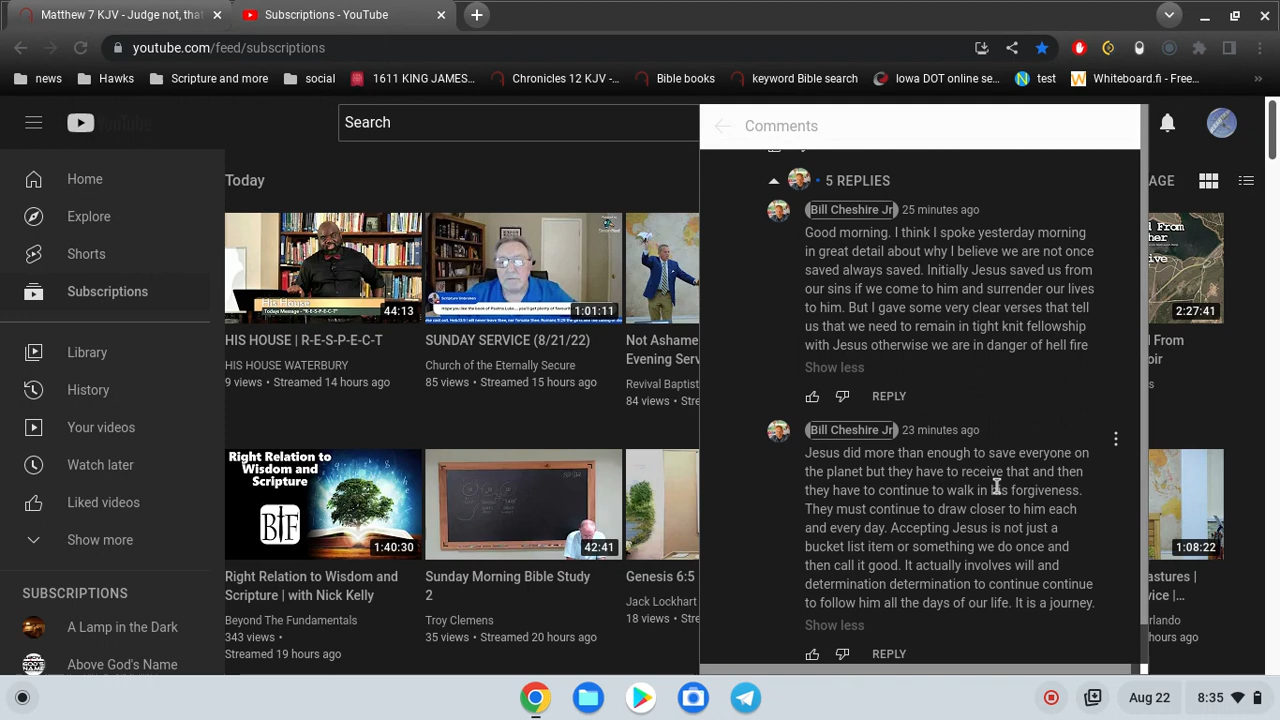 Matthew 7 KJV - Judge not, that
Subscriptions - YouTube
youtube.com/feed/subscriptions
news
Hawks
Scripture and more
social
1611 KING JAMES...
Chronicles 12 KJV -...
Bible books
keyword Bible search
Iowa DOT online se...
test
Whiteboard.fi - Free...
»
YouTube
Search
Comments
Home
Explore
Shorts
Subscriptions
Library
History
Your videos
Watch later
Liked videos
Show more
SUBSCRIPTIONS
A Lamp in the Dark
Above God's Name
Today
AGE
His House
Todays Message - "R-E-S-P-E-C-T"
44:13
HIS HOUSE | R-E-S-P-E-C-T
HIS HOUSE WATERBURY
9 views • Streamed 14 hours ago
1:01:11
SUNDAY SERVICE (8/21/22)
Church of the Eternally Secure
85 views • Streamed 15 hours ago
Not Ashame
Evening Serv
Revival Baptist
84 views • Stre
2:27:41
Right Relation to
Wisdom and
Scripture
BTF
1:40:30
Right Relation to Wisdom and
Scripture | with Nick Kelly
Beyond The Fundamentals
343 views •
Streamed 19 hours ago
42:41
Sunday Morning Bible Study
2
Troy Clemens
35 views • Streamed 20 hours ago
Genesis 6:5
Jack Lockhart
18 views • Stre
1:08:22
5 REPLIES
Bill Cheshire Jr 25 minutes ago
Good morning. I think I spoke yesterday morning
in great detail about why I believe we are not once
saved always saved. Initially Jesus saved us from
our sins if we come to him and surrender our lives
to him. But I gave some very clear verses that tell
us that we need to remain in tight knit fellowship
with Jesus otherwise we are in danger of hell fire
Show less
REPLY
Bill Cheshire Jr 23 minutes ago
Jesus did more than enough to save everyone on
the planet but they have to receive that and then
they have to continue to walk in his forgiveness.
They must continue to draw closer to him each
and every day. Accepting Jesus is not just a
bucket list item or something we do once and
then call it good. It actually involves will and
determination determination to continue continue
to follow him all the days of our life. It is a journey.
Show less
REPLY
Aug 22
8:35